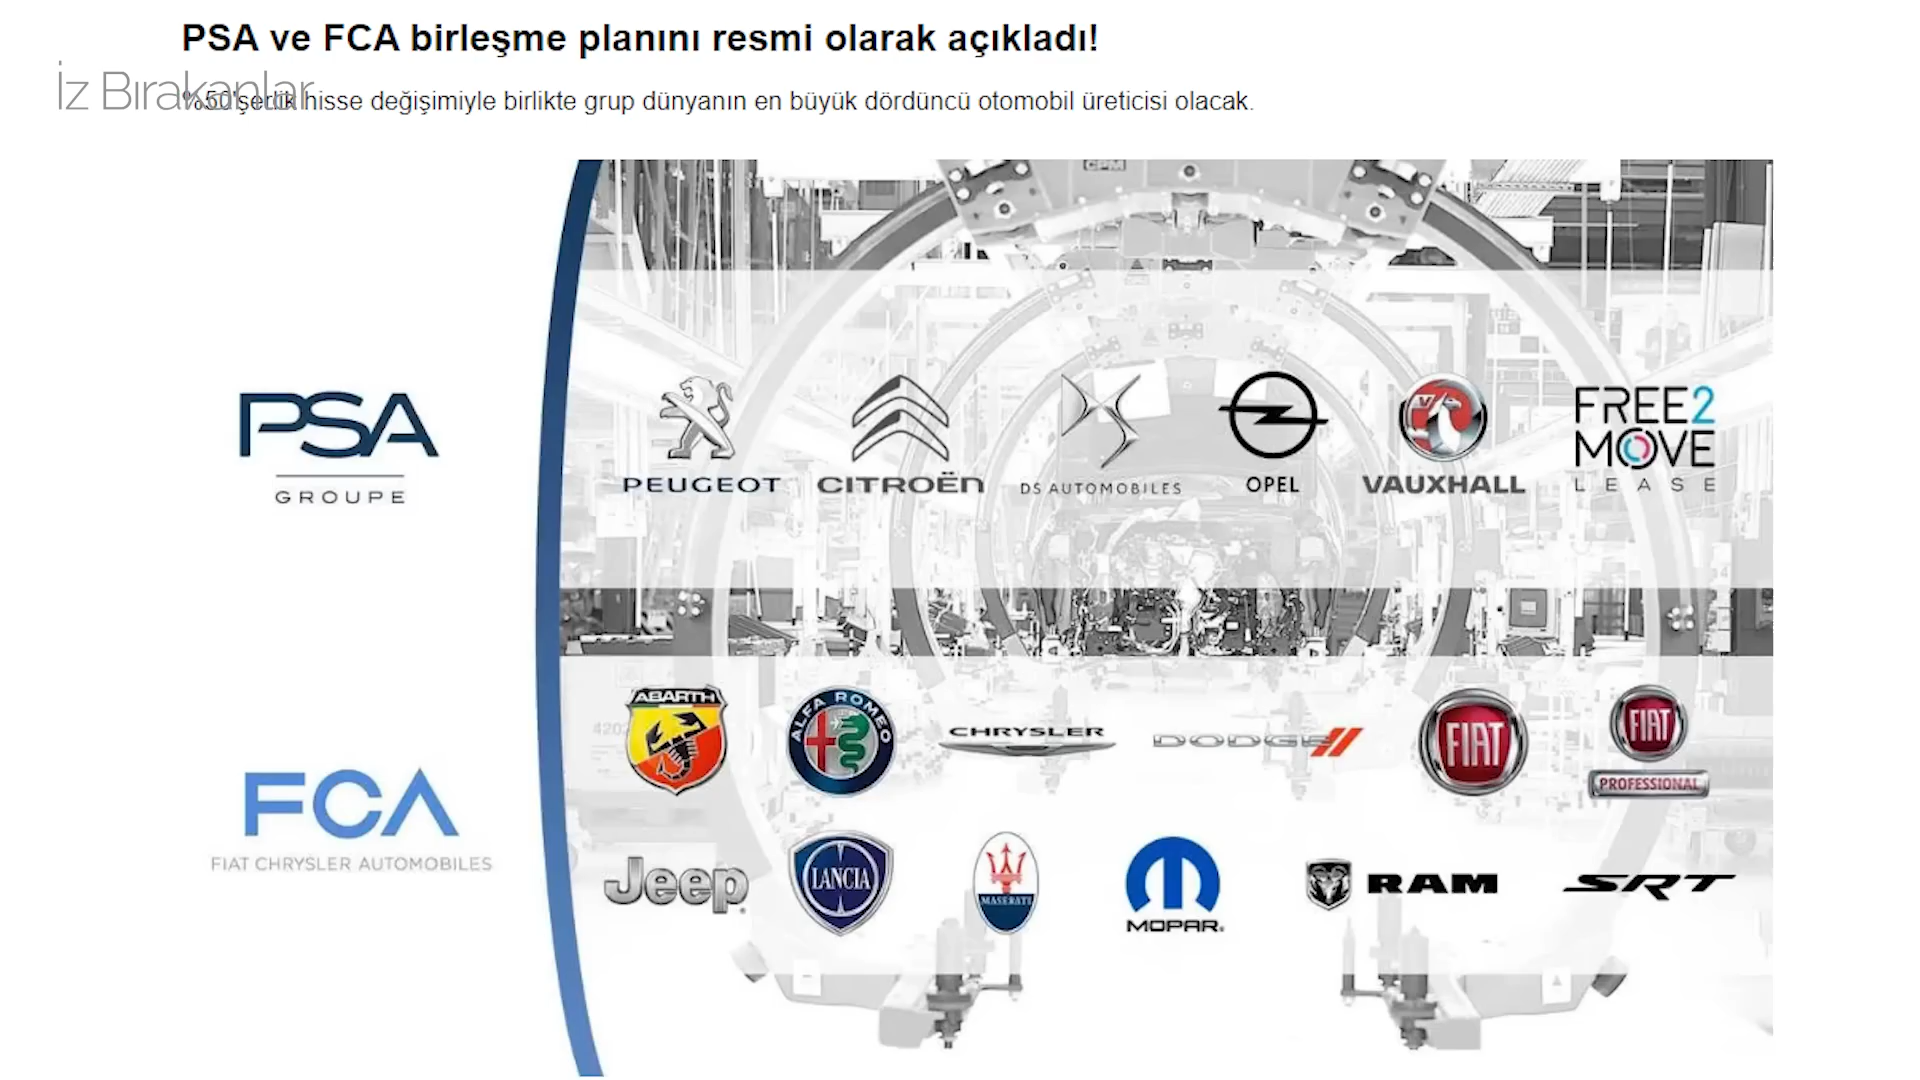 PSA ve FCA birleşme planını resmi olarak açıkladı!
İz Bırakanlar
%50'şerlik hisse değişimiyle birlikte grup dünyanın en büyük dördüncü otomobil üreticisi olacak.
CPM
PSA
GROUPE
PEUGEOT
CITROËN
DS AUTOMOBILES
OPEL
V
VAUXHALL
FREE2
MOVE
LEASE
FCA
FIAT CHRYSLER AUTOMOBILES
ABARTH
ALFA ROMEO
CHRYSLER
DODGE
FIAT
FIAT
PROFESSIONAL
Jeep
LANCIA
MASERATI
MOPAR
RAM
SRT